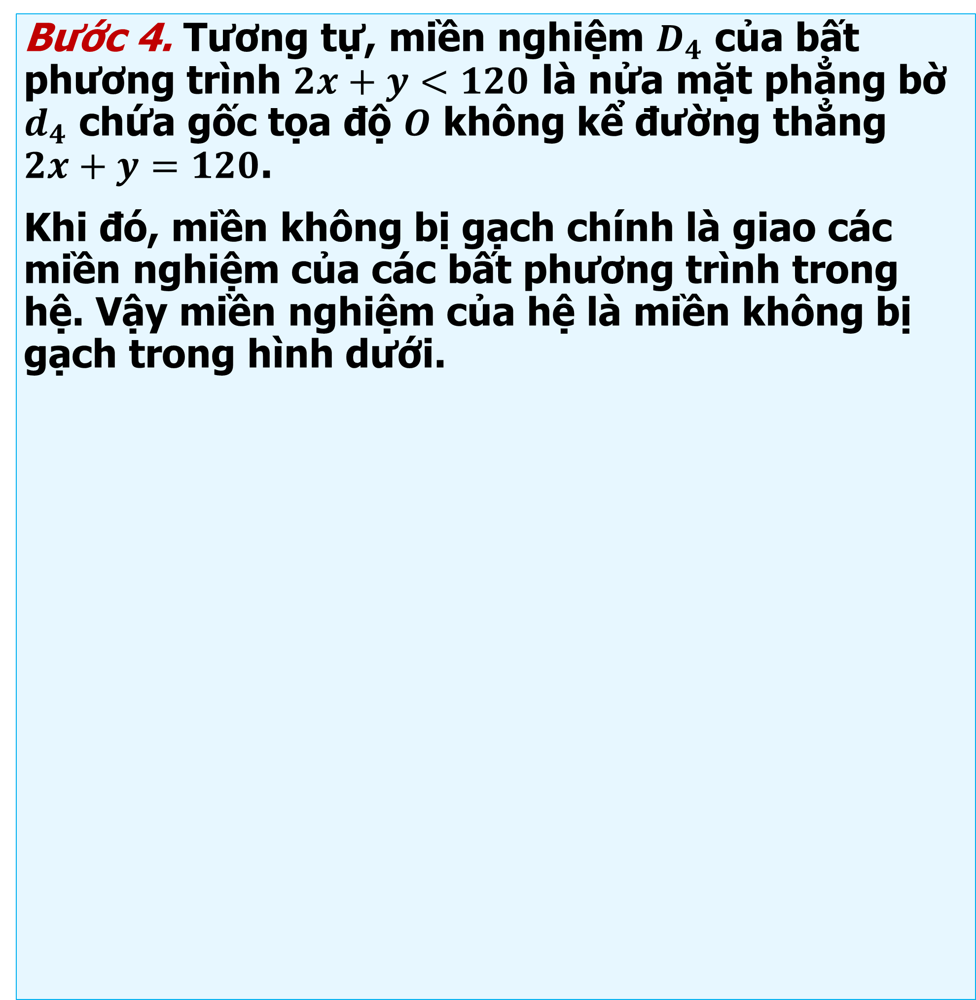 Bước 4. Tương tự, miền nghiệm D₄ của bất
phương trình 2x + y < 120 là nửa mặt phẳng bờ
d₄ chứa gốc tọa độ O không kể đường thẳng
2x + y = 120.
Khi đó, miền không bị gạch chính là giao các
miền nghiệm của các bất phương trình trong
hệ. Vậy miền nghiệm của hệ là miền không bị
gạch trong hình dưới.